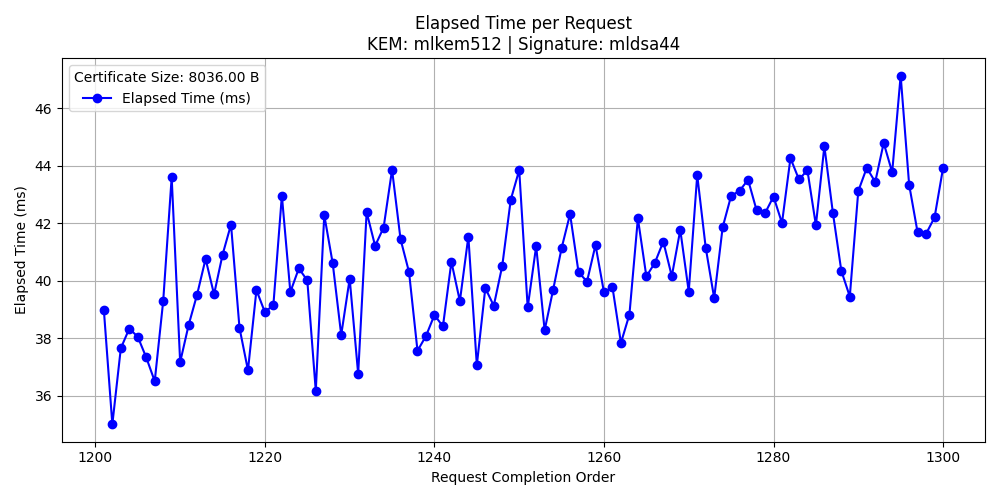 Elapsed Time per Request
KEM: mlkem512 | Signature: mldsa44
Certificate Size: 8036.00 B
Elapsed Time (ms)
Elapsed Time (ms)
46
44
42
40
38
36
1200
1220
1240
1260
1280
1300
Request Completion Order